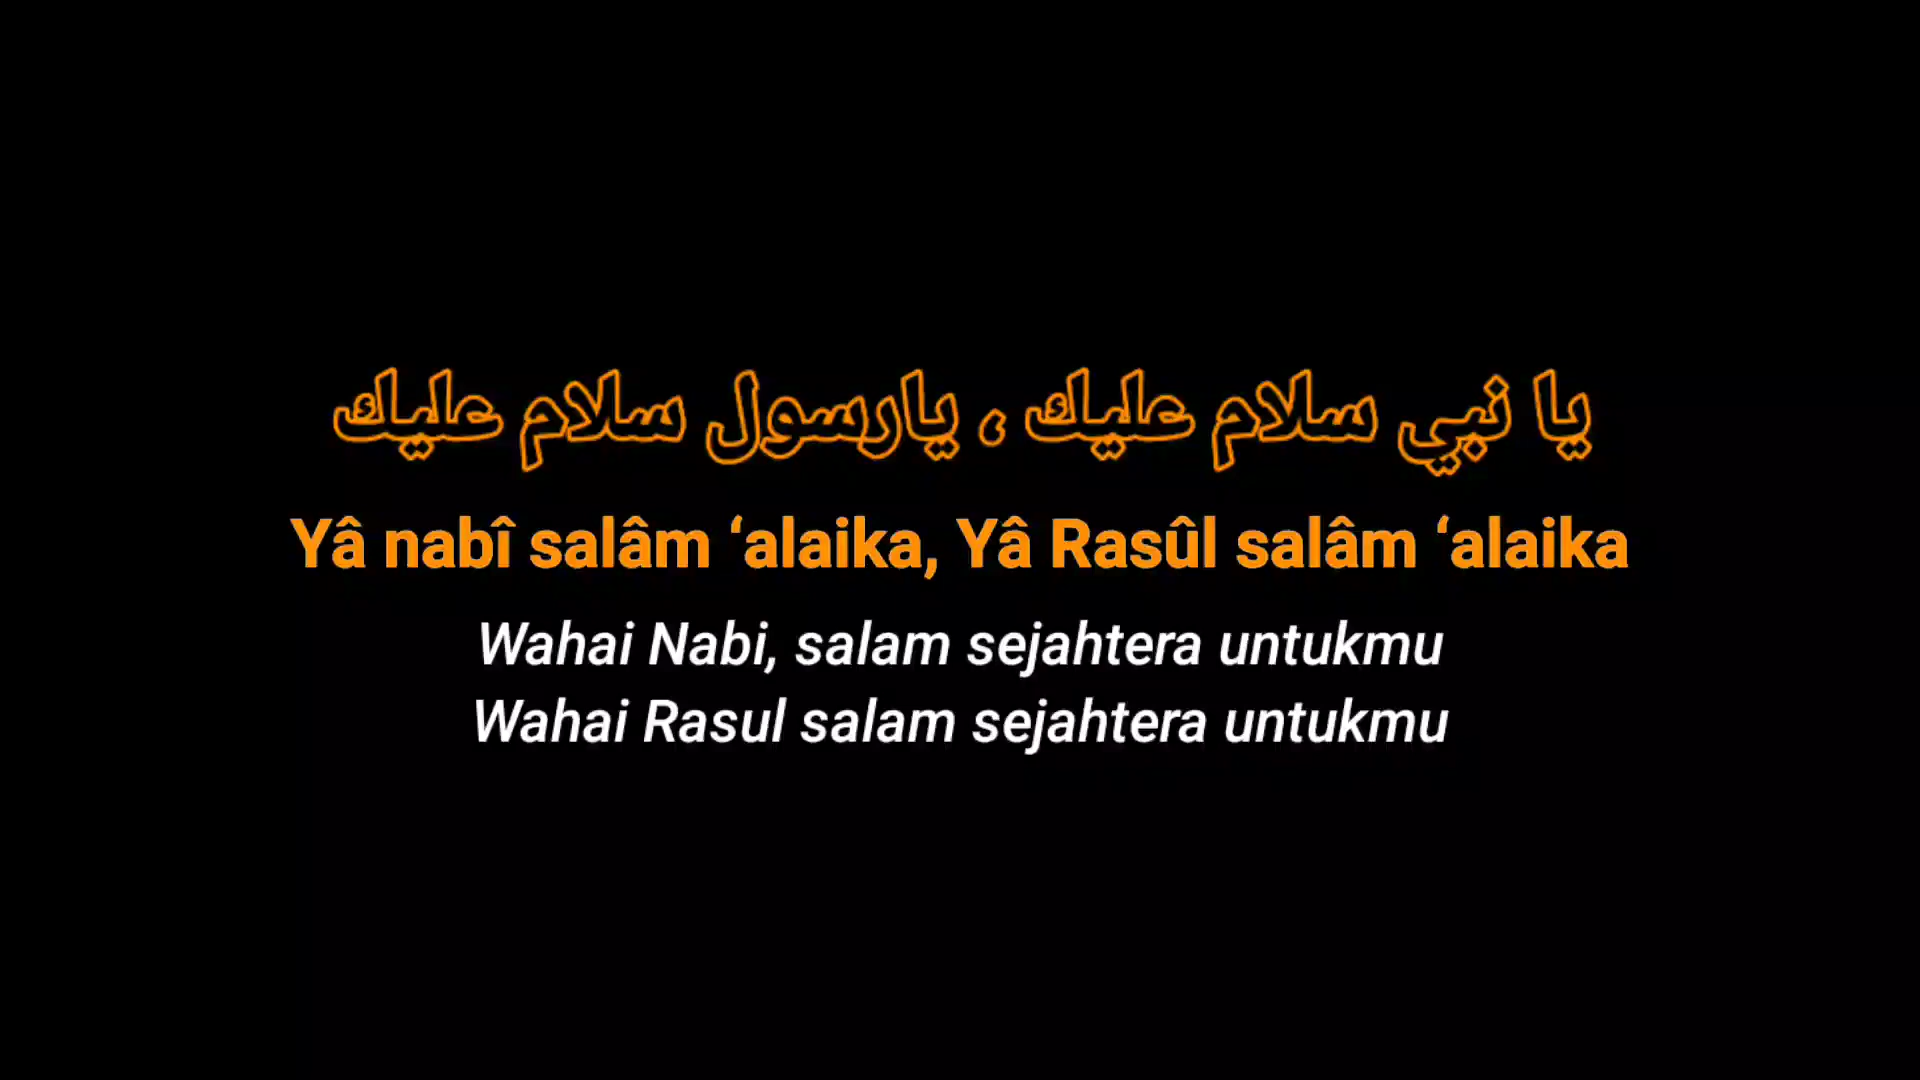 يا نبي سلام عليك ، يارسول سلام عليك
Yâ nabî salâm ‘alaika, Yâ Rasûl salâm ‘alaika
Wahai Nabi, salam sejahtera untukmu
Wahai Rasul salam sejahtera untukmu